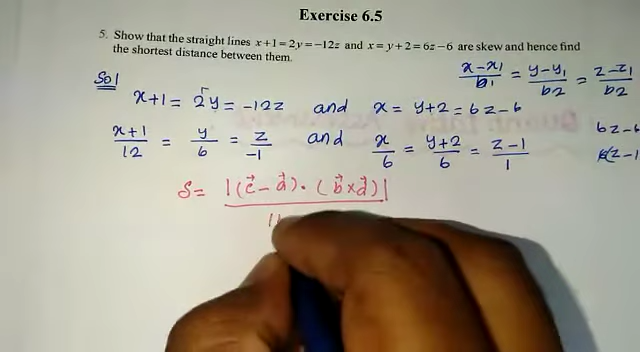 Exercise 6.5
5. Show that the straight lines x+1=2y=−12z and x=y+2=6z−6 are skew and hence find
the shortest distance between them.
(x−x1)/b1 = (y−y1)/b2 = (z−z1)/b2
Sol
x+1 = 2y = −12z and x = y+2 = 6z−6
(x+1)/12 = y/6 = z/−1 and x/6 = (y+2)/6 = (z−1)/1
6z−6
6(z−1
δ = |(c⃗−a⃗)·(b⃗×d⃗)|